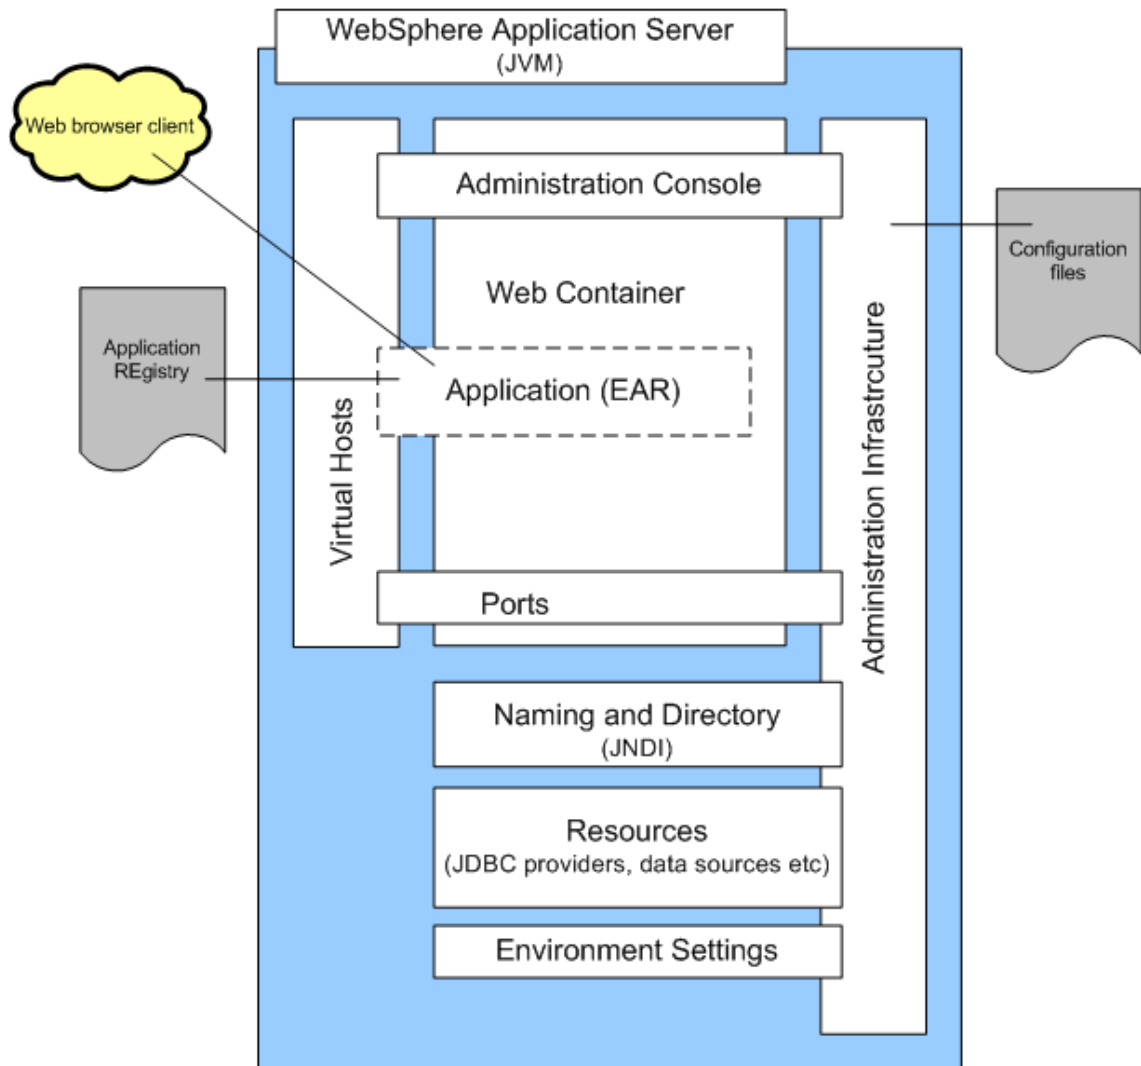 WebSphere Application Server
(JVM)
Web browser client
Administration Console
Configuration
files
Web Container
Application
REgistry
Application (EAR)
Virtual Hosts
Administration Infrastrcuture
Ports
Naming and Directory
(JNDI)
Resources
(JDBC providers, data sources etc)
Environment Settings